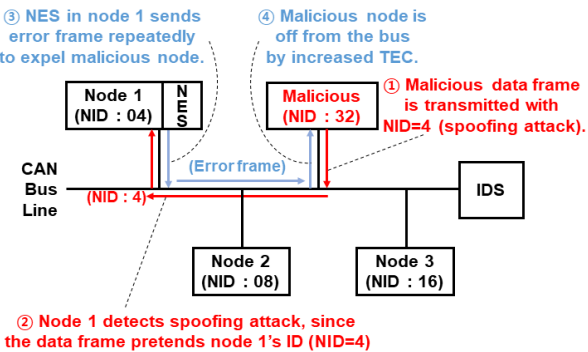 ③ NES in node 1 sends
error frame repeatedly
to expel malicious node.
④ Malicious node is
off from the bus
by increased TEC.
① Malicious data frame
is transmitted with
NID=4 (spoofing attack).
Node 1
(NID : 04)
N
E
S
Malicious
(NID : 32)
(Error frame)
CAN
Bus
Line
(NID : 4)
IDS
Node 2
(NID : 08)
Node 3
(NID : 16)
② Node 1 detects spoofing attack, since
the data frame pretends node 1’s ID (NID=4)